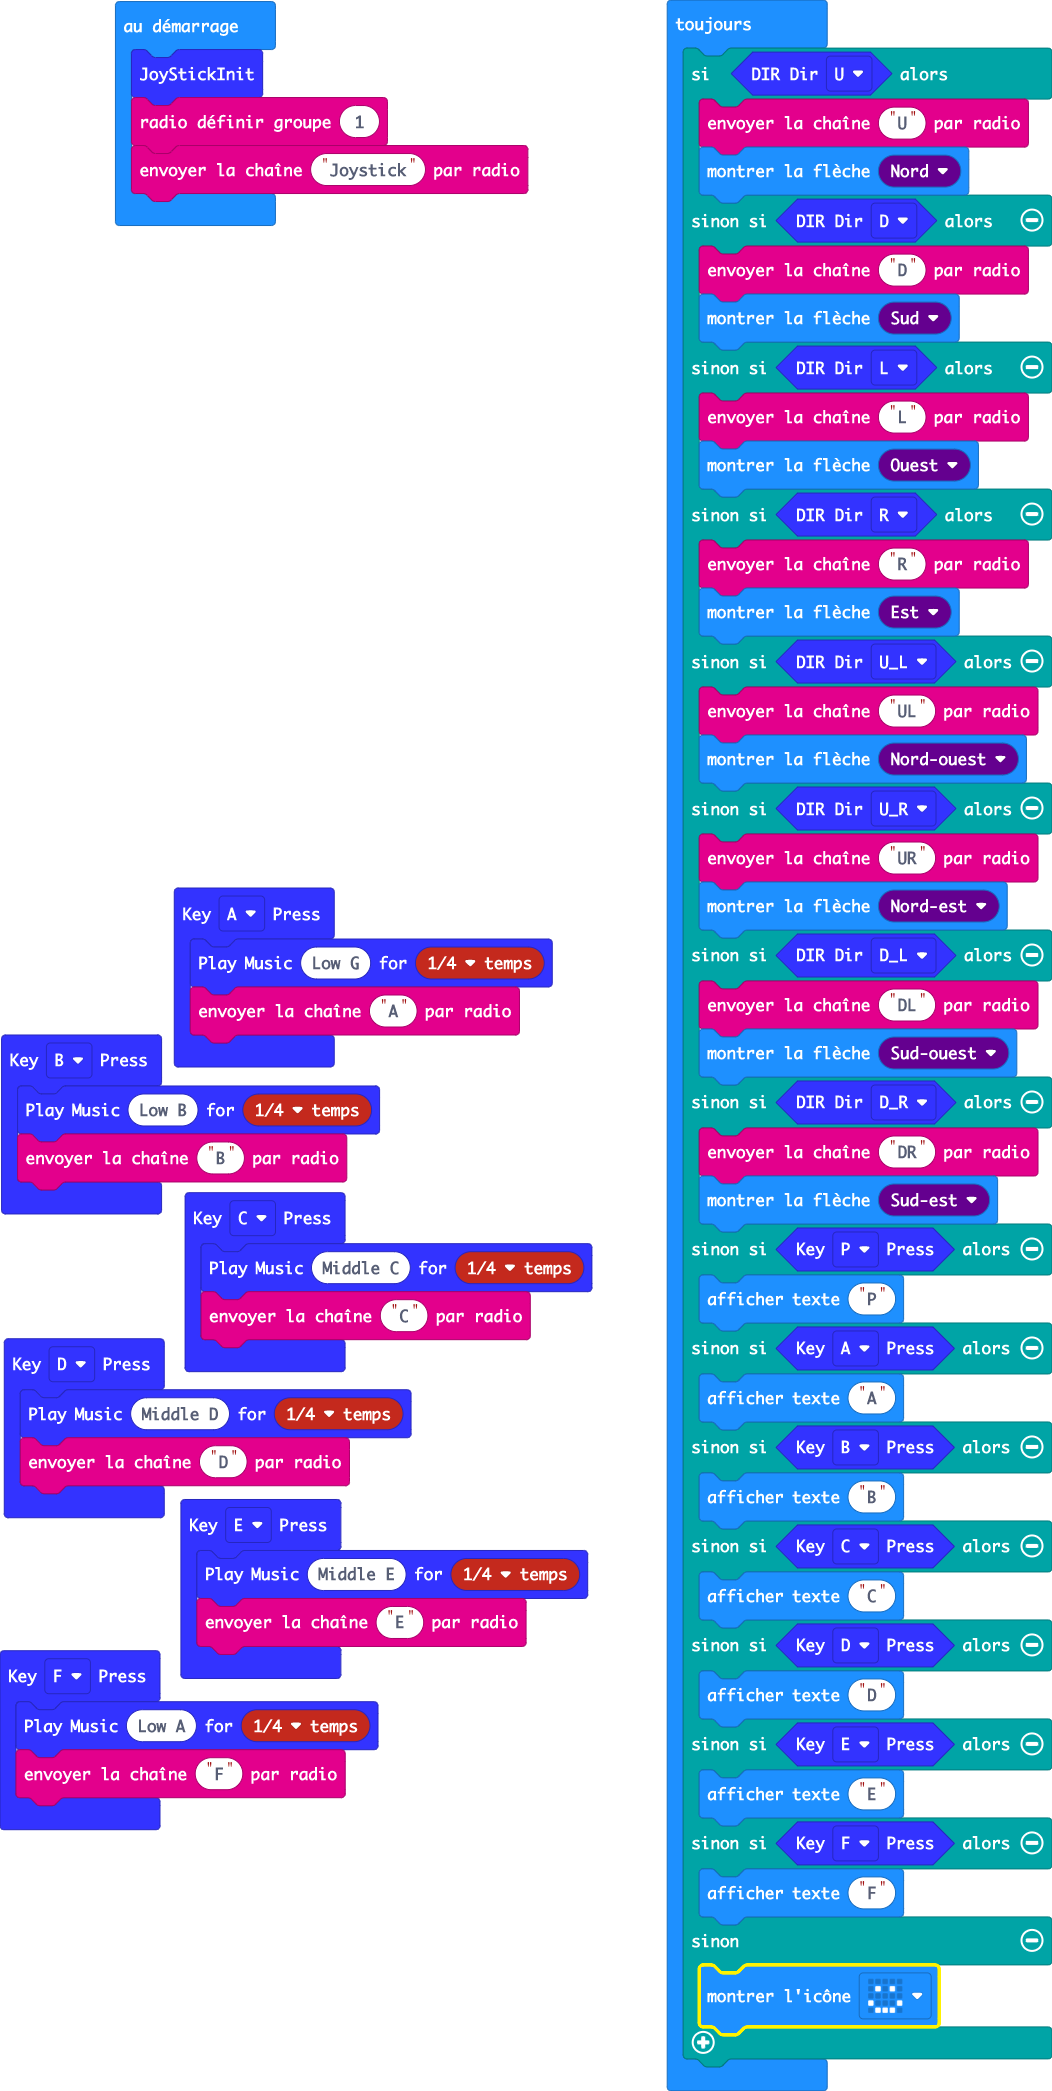 au démarrage
JoyStickInit
radio définir groupe 1
envoyer la chaîne "Joystick" par radio
toujours
si DIR Dir U alors
envoyer la chaîne "U" par radio
montrer la flèche Nord
sinon si DIR Dir D alors
envoyer la chaîne "D" par radio
montrer la flèche Sud
sinon si DIR Dir L alors
envoyer la chaîne "L" par radio
montrer la flèche Ouest
sinon si DIR Dir R alors
envoyer la chaîne "R" par radio
montrer la flèche Est
sinon si DIR Dir U_L alors
envoyer la chaîne "UL" par radio
montrer la flèche Nord-ouest
sinon si DIR Dir U_R alors
envoyer la chaîne "UR" par radio
montrer la flèche Nord-est
sinon si DIR Dir D_L alors
envoyer la chaîne "DL" par radio
montrer la flèche Sud-ouest
sinon si DIR Dir D_R alors
envoyer la chaîne "DR" par radio
montrer la flèche Sud-est
sinon si Key P Press alors
afficher texte "P"
sinon si Key A Press alors
afficher texte "A"
sinon si Key B Press alors
afficher texte "B"
sinon si Key C Press alors
afficher texte "C"
sinon si Key D Press alors
afficher texte "D"
sinon si Key E Press alors
afficher texte "E"
sinon si Key F Press alors
afficher texte "F"
sinon
montrer l'icône
Key A Press
Play Music Low G for 1/4 temps
envoyer la chaîne "A" par radio
Key B Press
Play Music Low B for 1/4 temps
envoyer la chaîne "B" par radio
Key C Press
Play Music Middle C for 1/4 temps
envoyer la chaîne "C" par radio
Key D Press
Play Music Middle D for 1/4 temps
envoyer la chaîne "D" par radio
Key E Press
Play Music Middle E for 1/4 temps
envoyer la chaîne "E" par radio
Key F Press
Play Music Low A for 1/4 temps
envoyer la chaîne "F" par radio